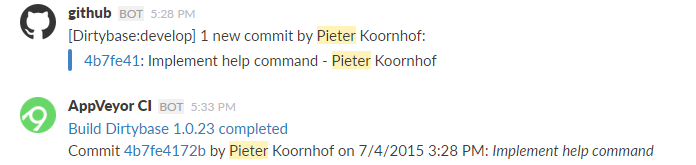 github BOT 5:28 PM
[Dirtybase:develop] 1 new commit by Pieter Koornhof:
4b7fe41: Implement help command - Pieter Koornhof
AppVeyor CI BOT 5:33 PM
Build Dirtybase 1.0.23 completed
Commit 4b7fe4172b by Pieter Koornhof on 7/4/2015 3:28 PM: Implement help command